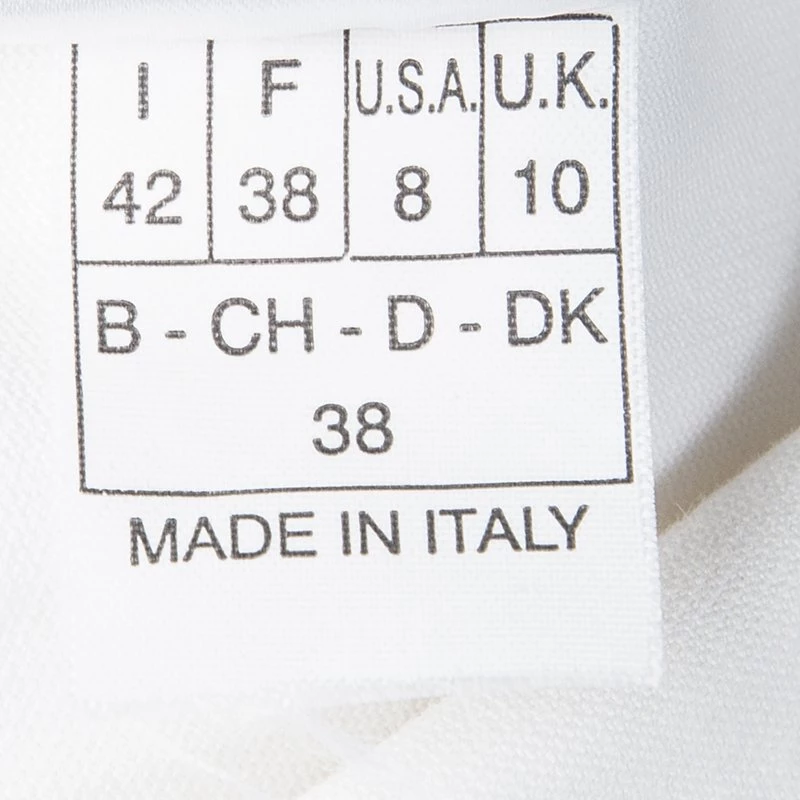 I F U.S.A. U.K.
42 38 8 10
B - CH - D - DK
38
MADE IN ITALY